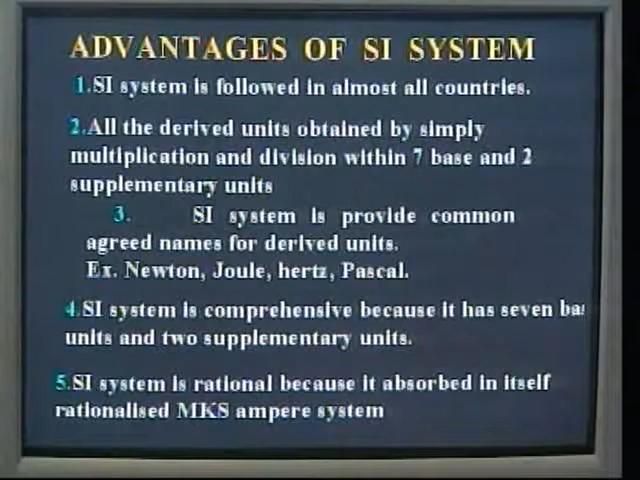 ADVANTAGES OF SI SYSTEM
1.SI system is followed in almost all countries.
2.All the derived units obtained by simply
multiplication and division within 7 base and 2
supplementary units
3. SI system is provide common
agreed names for derived units.
Ex. Newton, Joule, hertz, Pascal.
4.SI system is comprehensive because it has seven bas
units and two supplementary units.
5.SI system is rational because it absorbed in itself
rationalised MKS ampere system